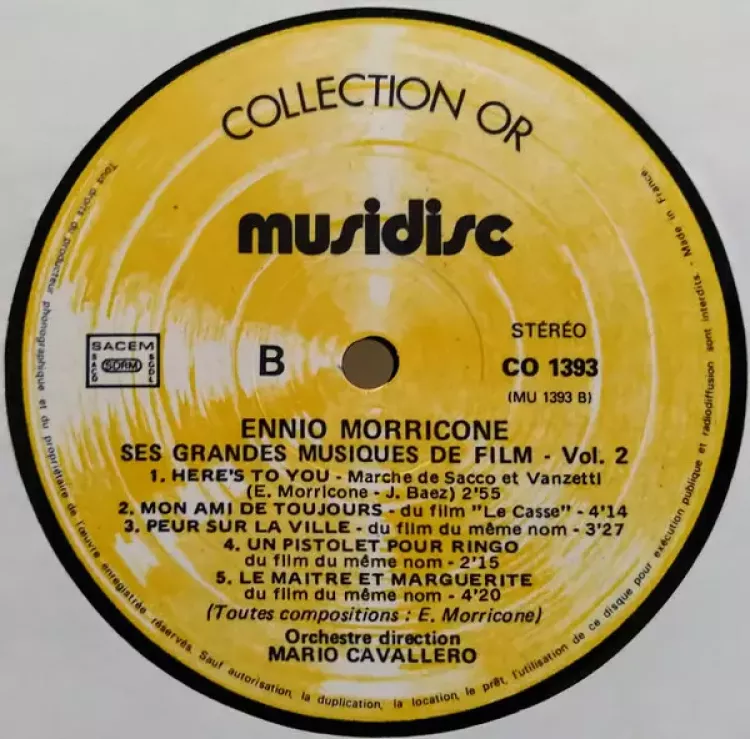 COLLECTION OR
musidisc
SACEM
SACD
SDRM
SGDL
B
STÉRÉO
CO 1393
(MU 1393 B)
ENNIO MORRICONE
SES GRANDES MUSIQUES DE FILM - Vol. 2
1. HERE'S TO YOU - Marche de Sacco et Vanzetti
(E. Morricone - J. Baez) 2'55
2. MON AMI DE TOUJOURS - du film "Le Casse" - 4'14
3. PEUR SUR LA VILLE - du film du même nom - 3'27
4. UN PISTOLET POUR RINGO
du film du même nom - 2'15
5. LE MAITRE ET MARGUERITE
du film du même nom - 4'20
(Toutes compositions : E. Morricone)
Orchestre direction
MARIO CAVALLERO
Tous droits du producteur phonographique et du propriétaire de l'œuvre enregistrée réservés. Sauf autorisation, la duplication, la location, le prêt, l'utilisation de ce disque pour exécution publique et radiodiffusion sont interdits. - Made in France.